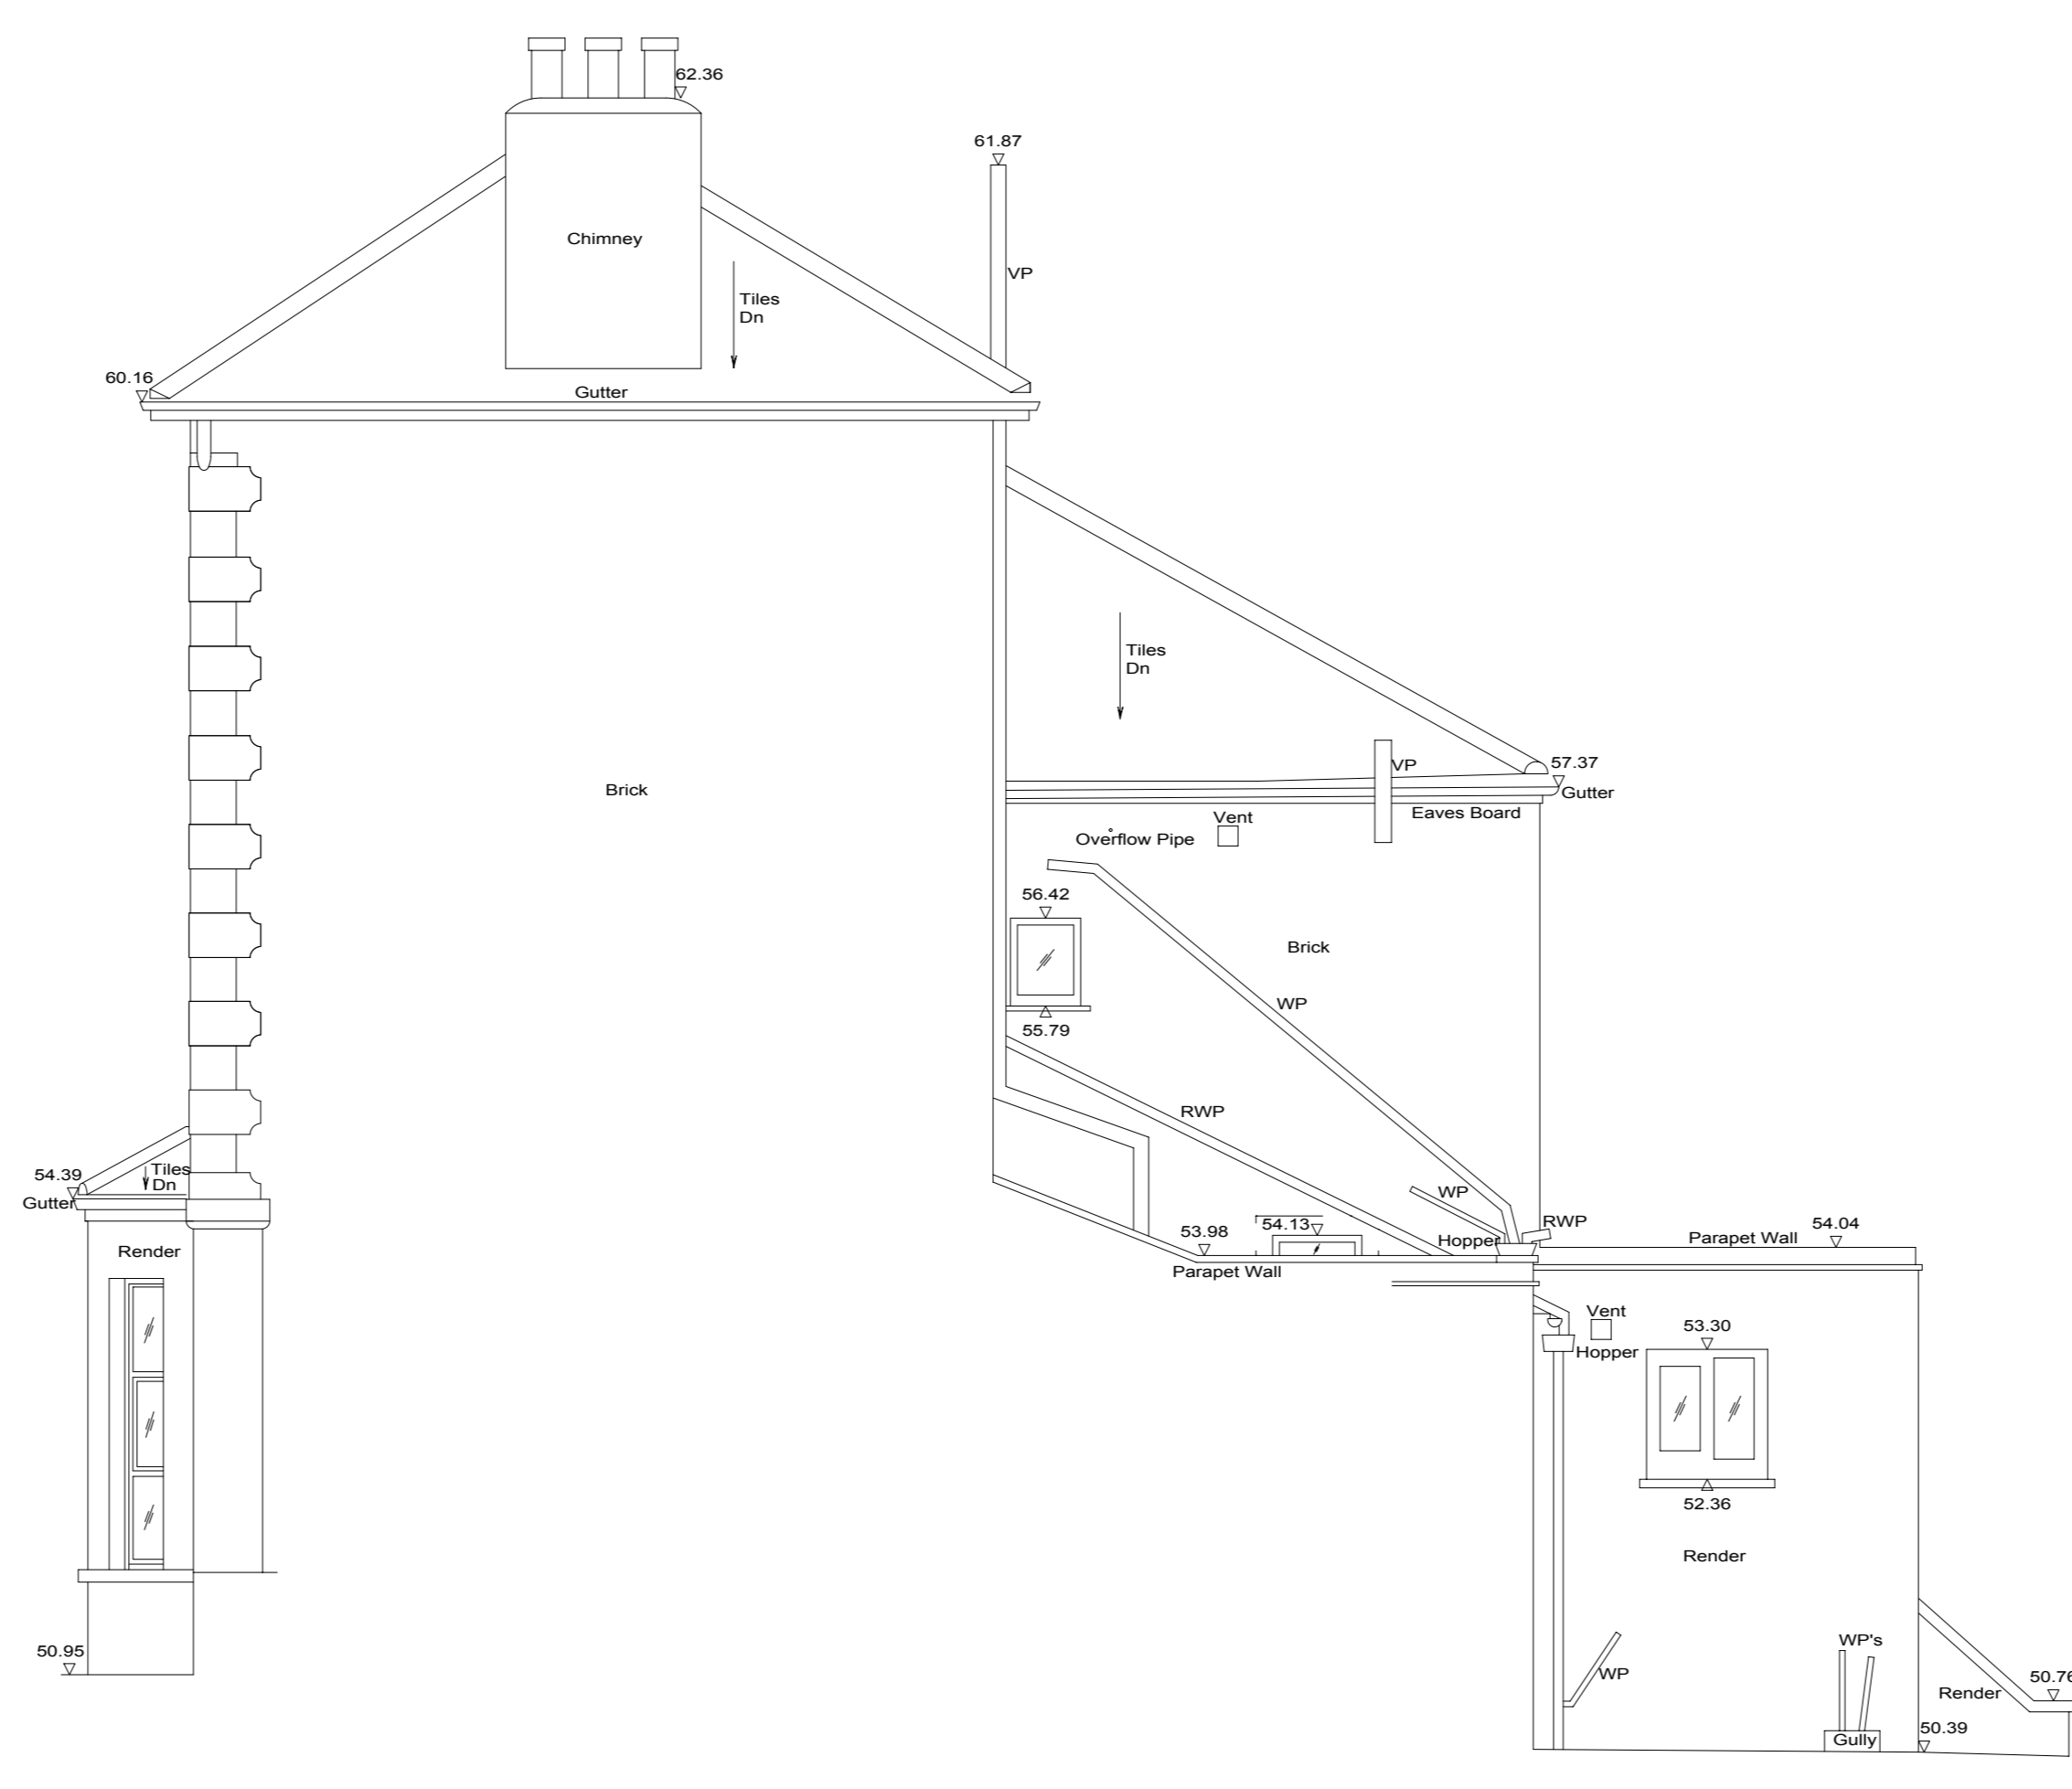 62.36
61.87
Chimney
VP
Tiles
Dn
60.16
Gutter
Tiles
Dn
VP
57.37
Gutter
Brick
Eaves Board
Vent
Overflow Pipe
56.42
Brick
WP
55.79
RWP
54.39
Tiles
Dn
Gutter
WP
RWP
53.98
54.13
Hopper
54.04
Parapet Wall
Render
Parapet Wall
Vent
53.30
Hopper
52.36
Render
WP's
50.95
WP
50.76
Render
50.39
Gully